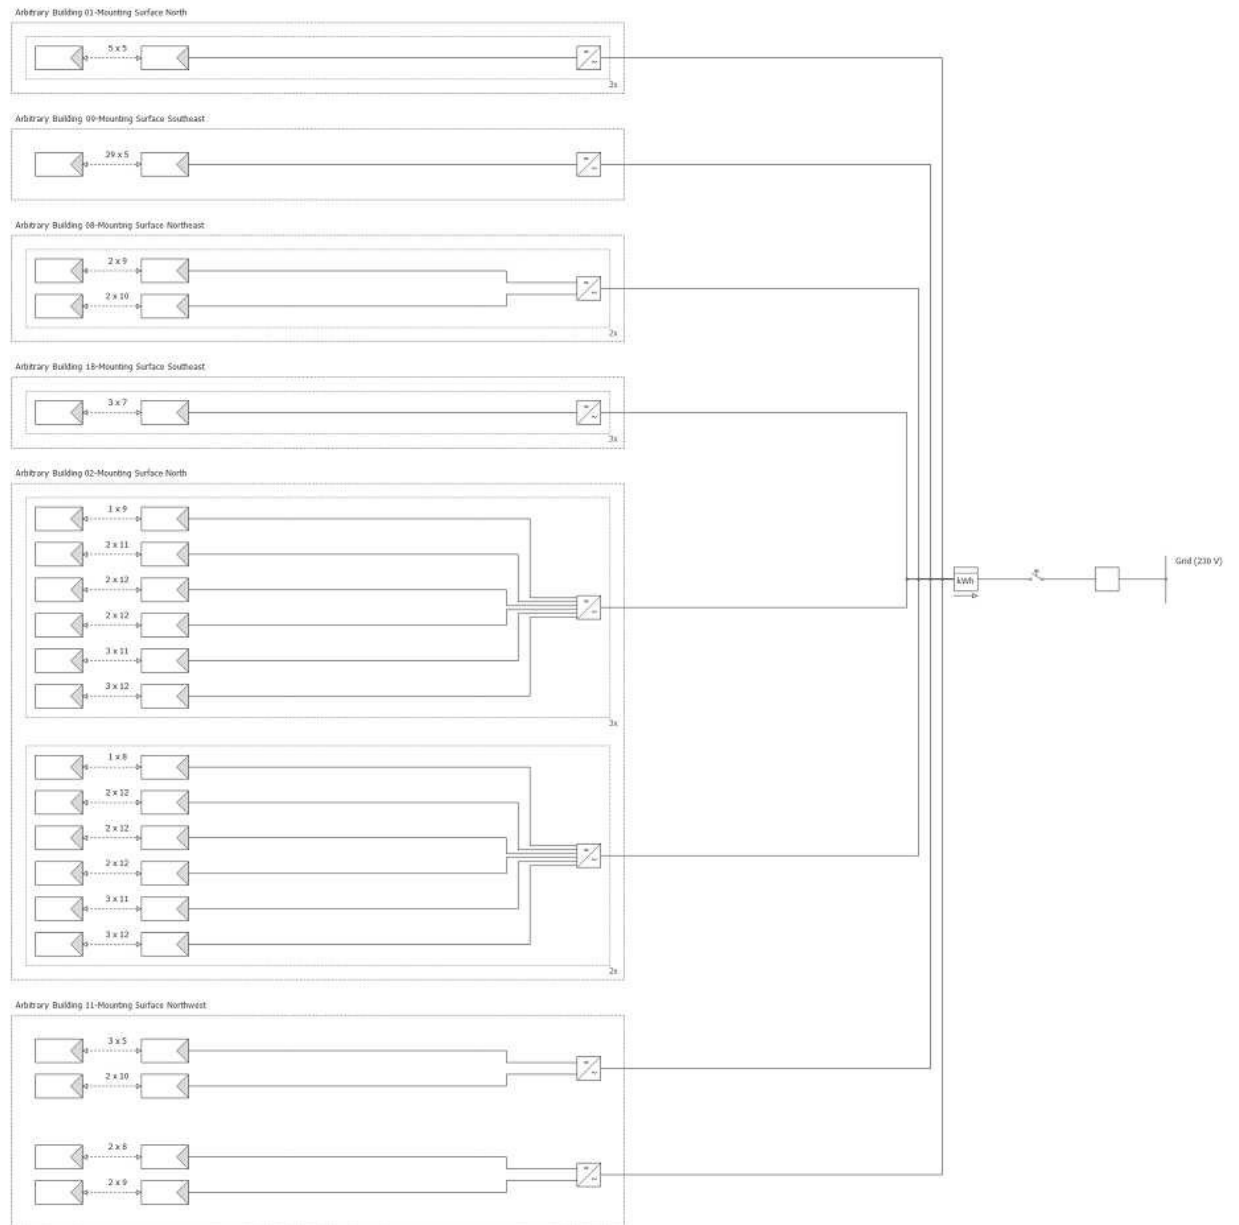 Arbitrary Building 01-Mounting Surface North
5 x 5
3x
Arbitrary Building 09-Mounting Surface Southeast
29 x 5
Arbitrary Building 08-Mounting Surface Northeast
2 x 9
2 x 10
2x
Arbitrary Building 18-Mounting Surface Southeast
3 x 7
3x
Arbitrary Building 02-Mounting Surface North
1 x 9
2 x 11
2 x 12
Grid (230 V)
kWh
2 x 12
3 x 11
3 x 12
3x
1 x 8
2 x 12
2 x 12
2 x 12
3 x 11
3 x 12
2x
Arbitrary Building 11-Mounting Surface Northwest
3 x 5
2 x 10
2 x 8
2 x 9